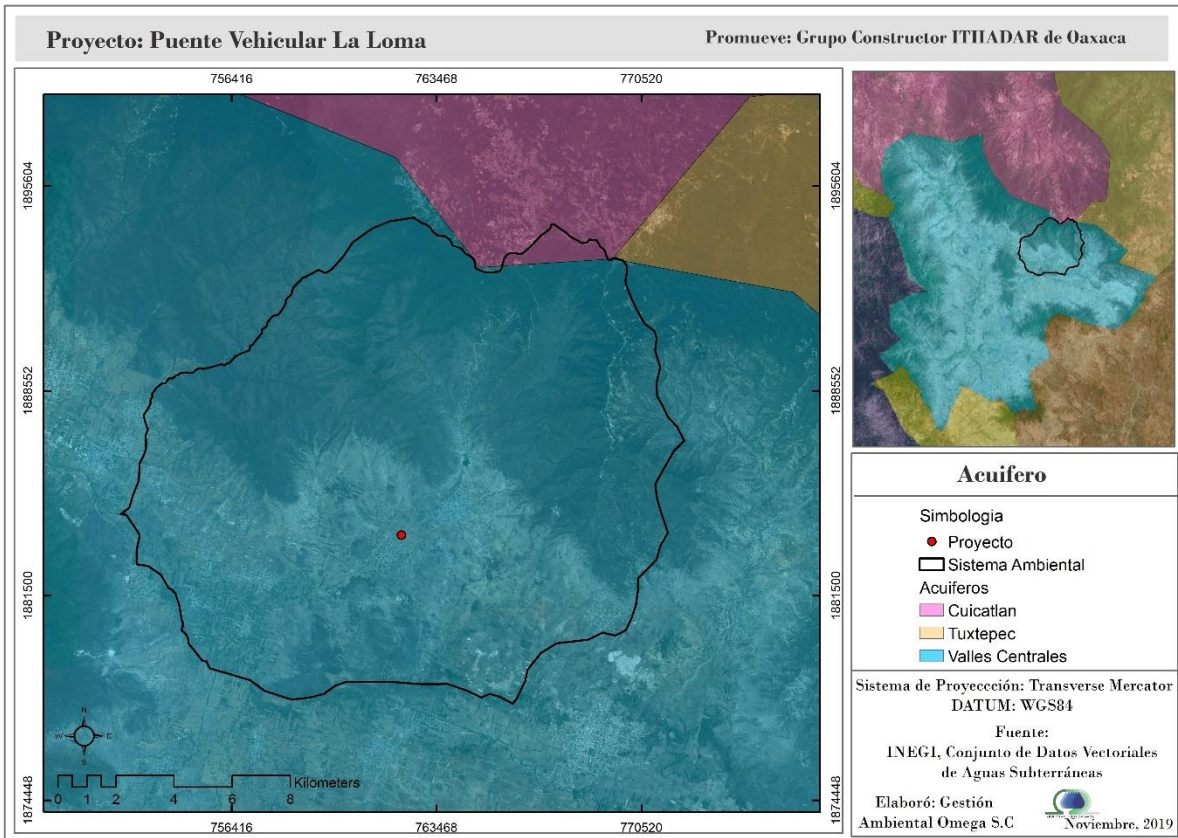 Proyecto: Puente Vehicular La Loma
Promueve: Grupo Constructor ITHADAR de Oaxaca
756416
763468
770520
1895604
1888552
1881500
1874448
1895604
1888552
1881500
1874448
N
W
E
S
Kilometers
0 1 2 4 6 8
756416
763468
770520
Acuifero
Simbologia
Proyecto
Sistema Ambiental
Acuiferos
Cuicatlan
Tuxtepec
Valles Centrales
Sistema de Proyeccción: Transverse Mercator
DATUM: WGS84
Fuente:
INEGI, Conjunto de Datos Vectoriales
de Aguas Subterráneas
Elaboró: Gestión
Ambiental Omega S.C
Noviembre, 2019